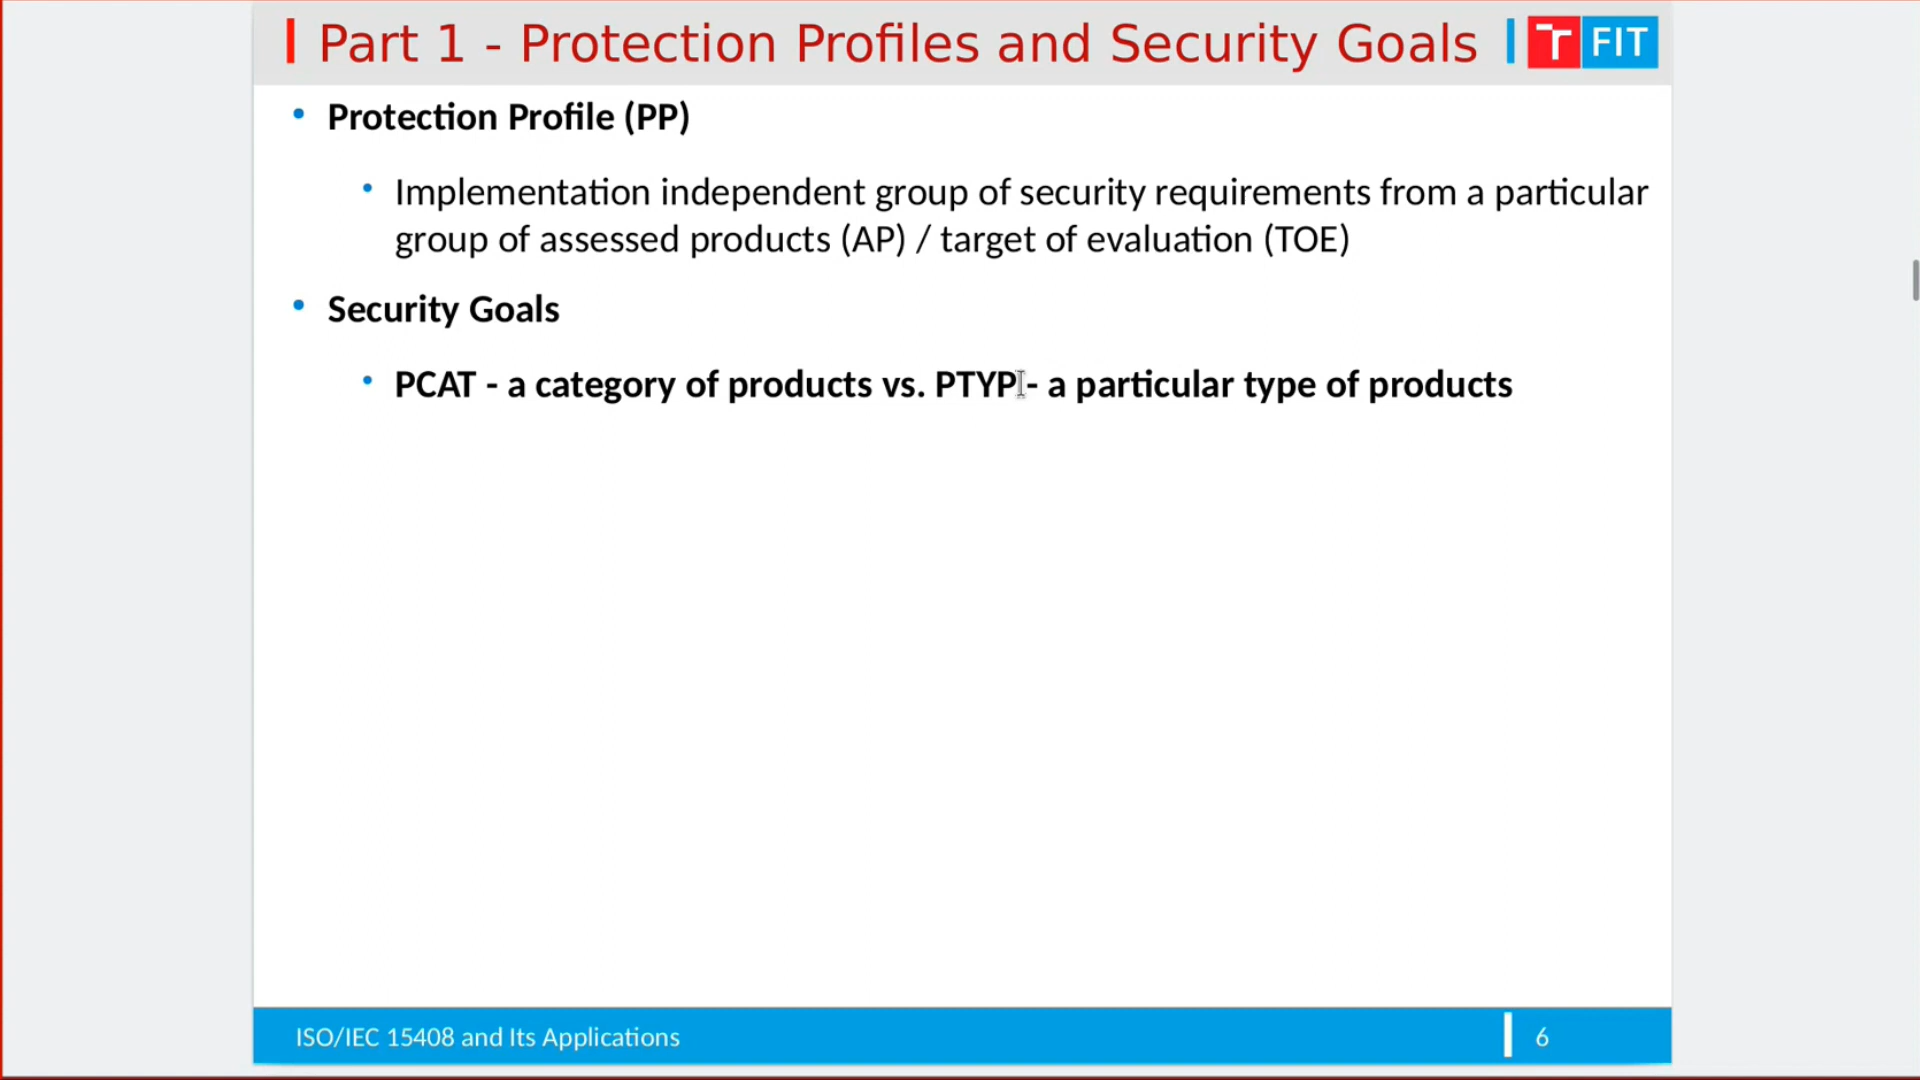 Part 1 - Protection Profiles and Security Goals
T FIT
• Protection Profile (PP)
• Implementation independent group of security requirements from a particular
group of assessed products (AP) / target of evaluation (TOE)
• Security Goals
• PCAT - a category of products vs. PTYP - a particular type of products
ISO/IEC 15408 and Its Applications
6